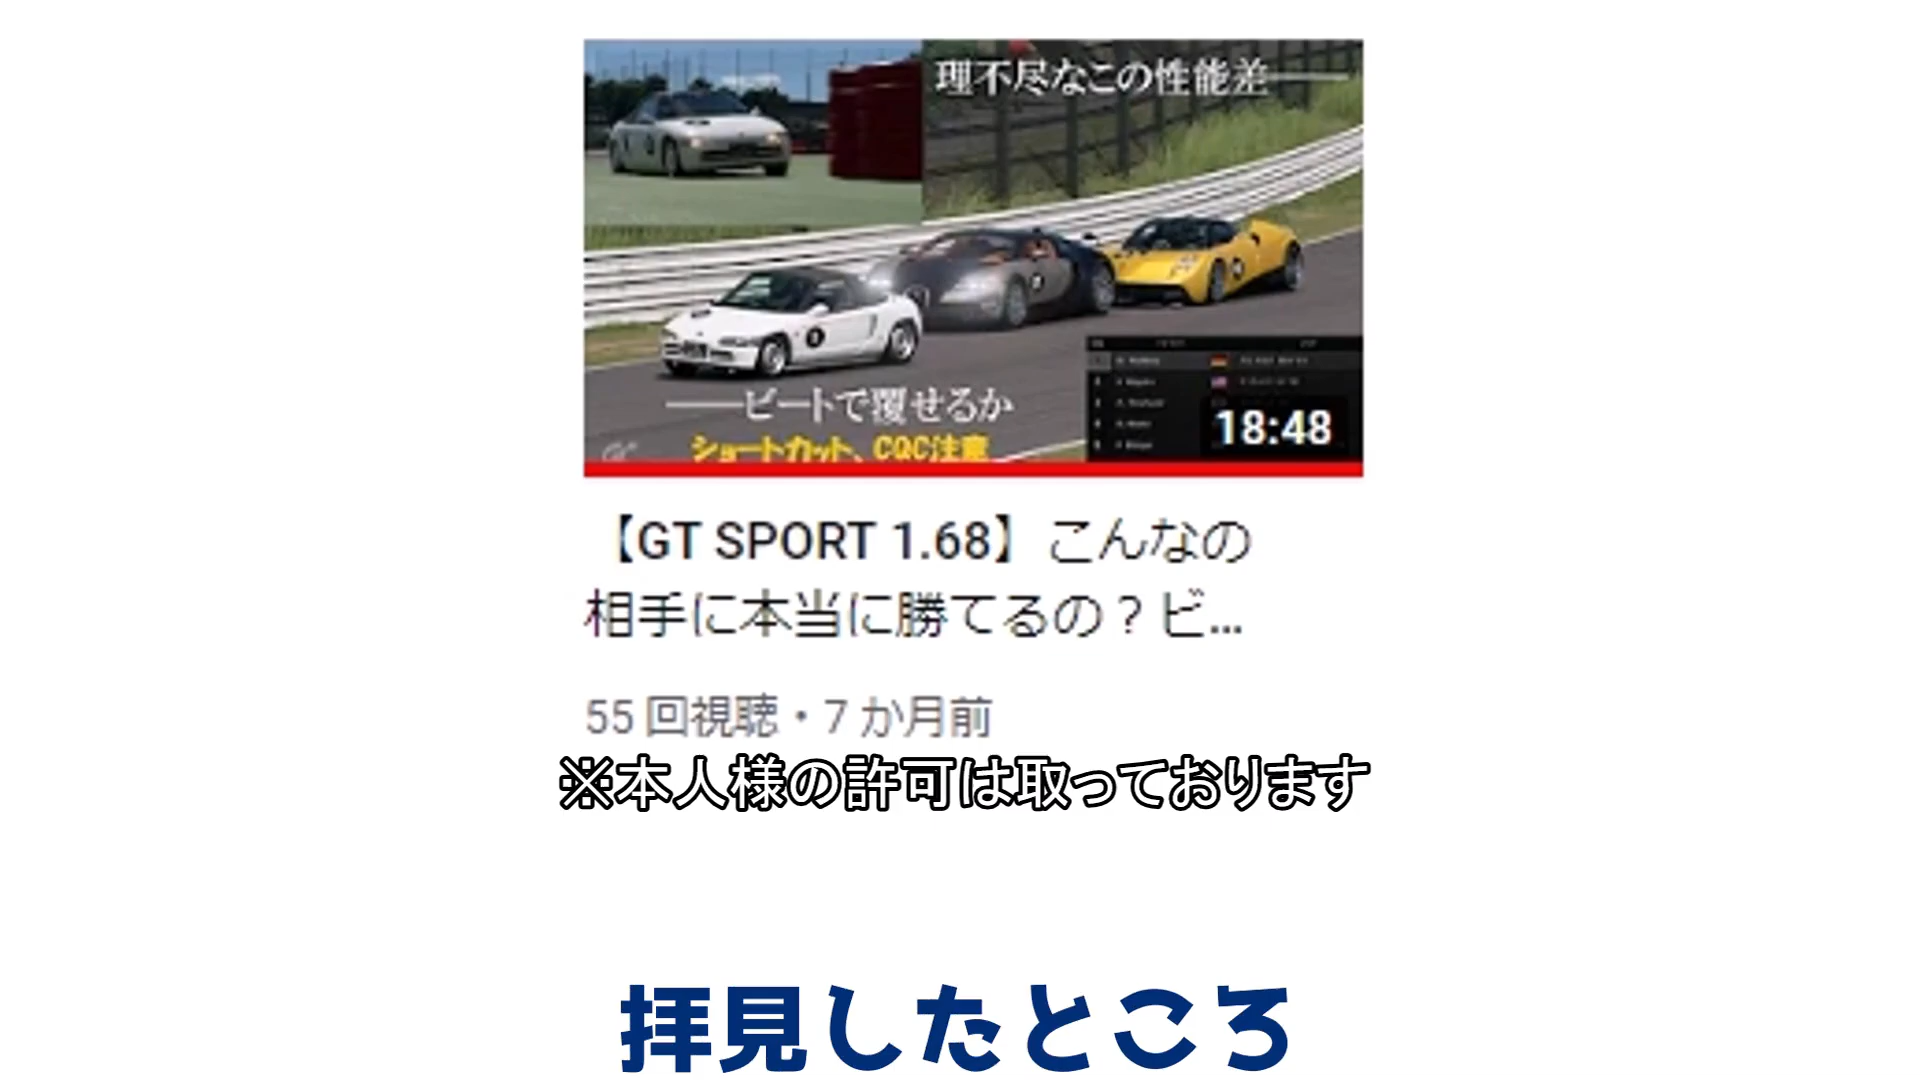 理不尽なこの性能差――
――ビートで覆せるか
ショートカット、CQC注意
18:48
【GT SPORT 1.68】こんなの
相手に本当に勝てるの？ビ...
55 回視聴・7 か月前
※本人様の許可は取っております
拝見したところ